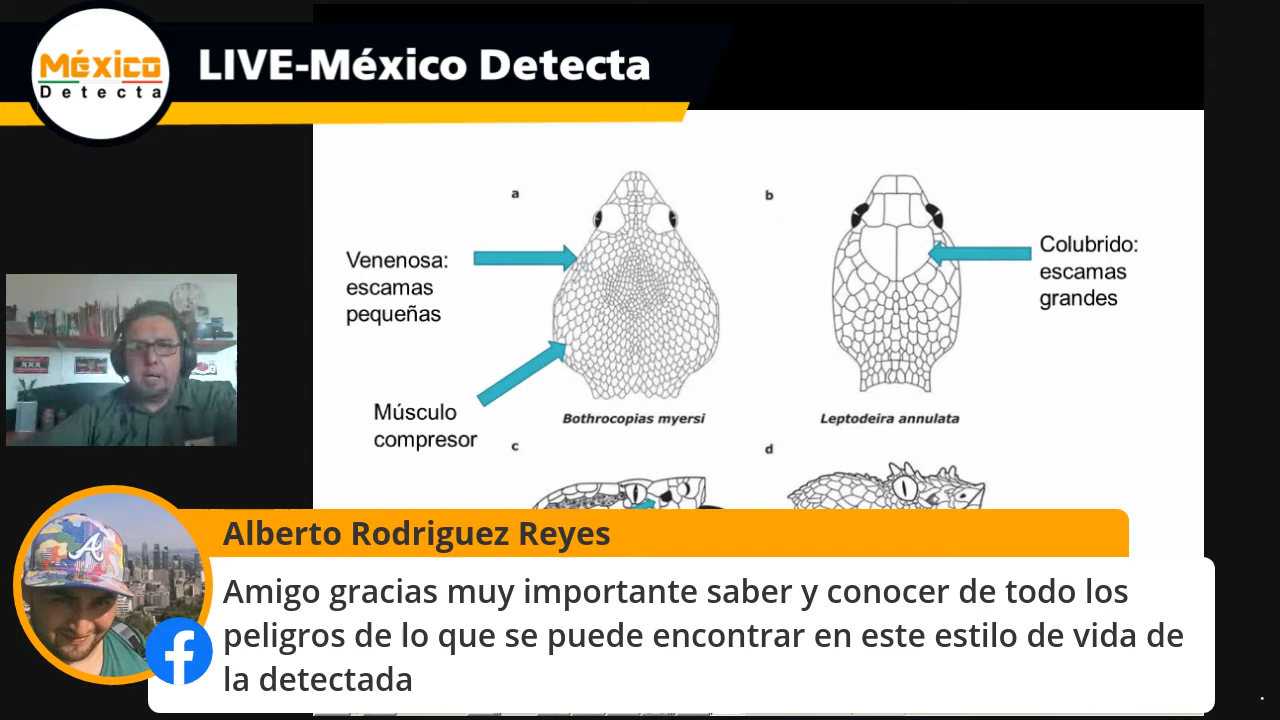 México
Detecta
LIVE-México Detecta
a
b
Venenosa:
escamas
pequeñas
Colubrido:
escamas
grandes
Músculo
compresor
Bothrocopias myersi
Leptodeira annulata
c
d
Alberto Rodriguez Reyes
Amigo gracias muy importante saber y conocer de todo los
peligros de lo que se puede encontrar en este estilo de vida de
la detectada